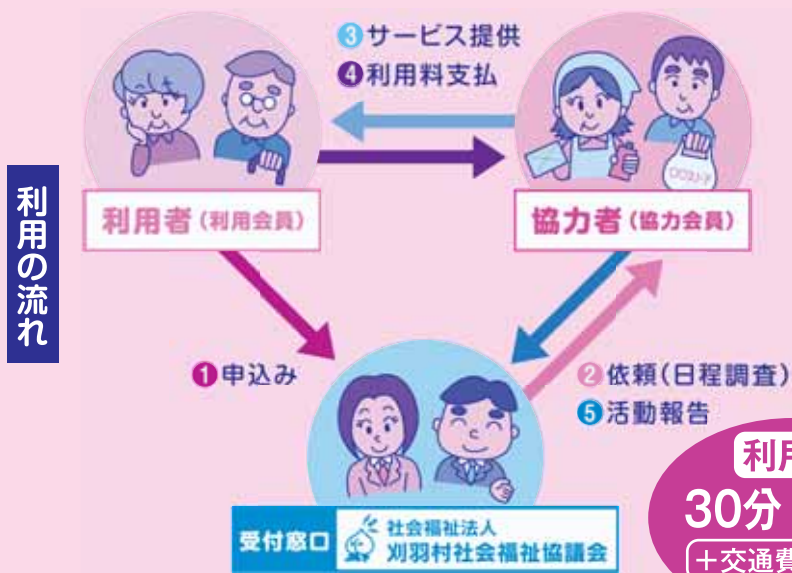 利用の流れ
❸サービス提供
❹利用料支払
利用者(利用会員)
協力者(協力会員)
❶申込み
❷依頼(日程調査)
❺活動報告
受付窓口
社会福祉法人
刈羽村社会福祉協議会
利用
30分
+交通費